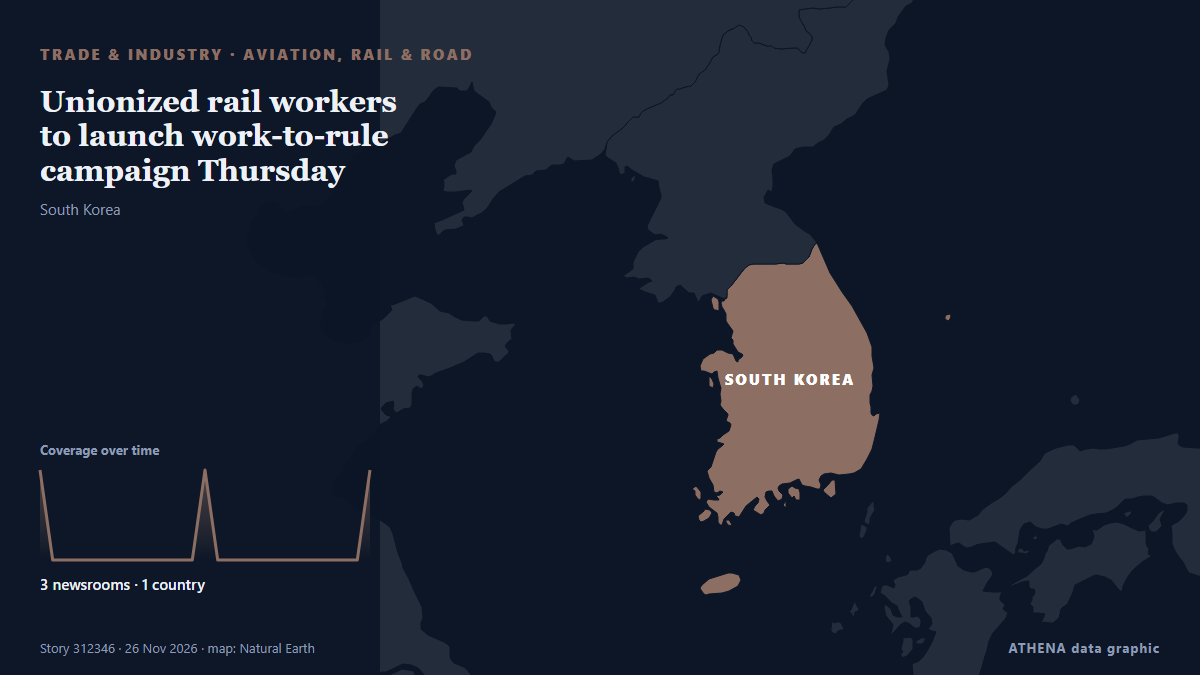 TRADE & INDUSTRY · AVIATION, RAIL & ROAD
Unionized rail workers
to launch work-to-rule
campaign Thursday
South Korea
SOUTH KOREA
Coverage over time
3 newsrooms · 1 country
Story 312346 · 26 Nov 2026 · map: Natural Earth
ATHENA data graphic